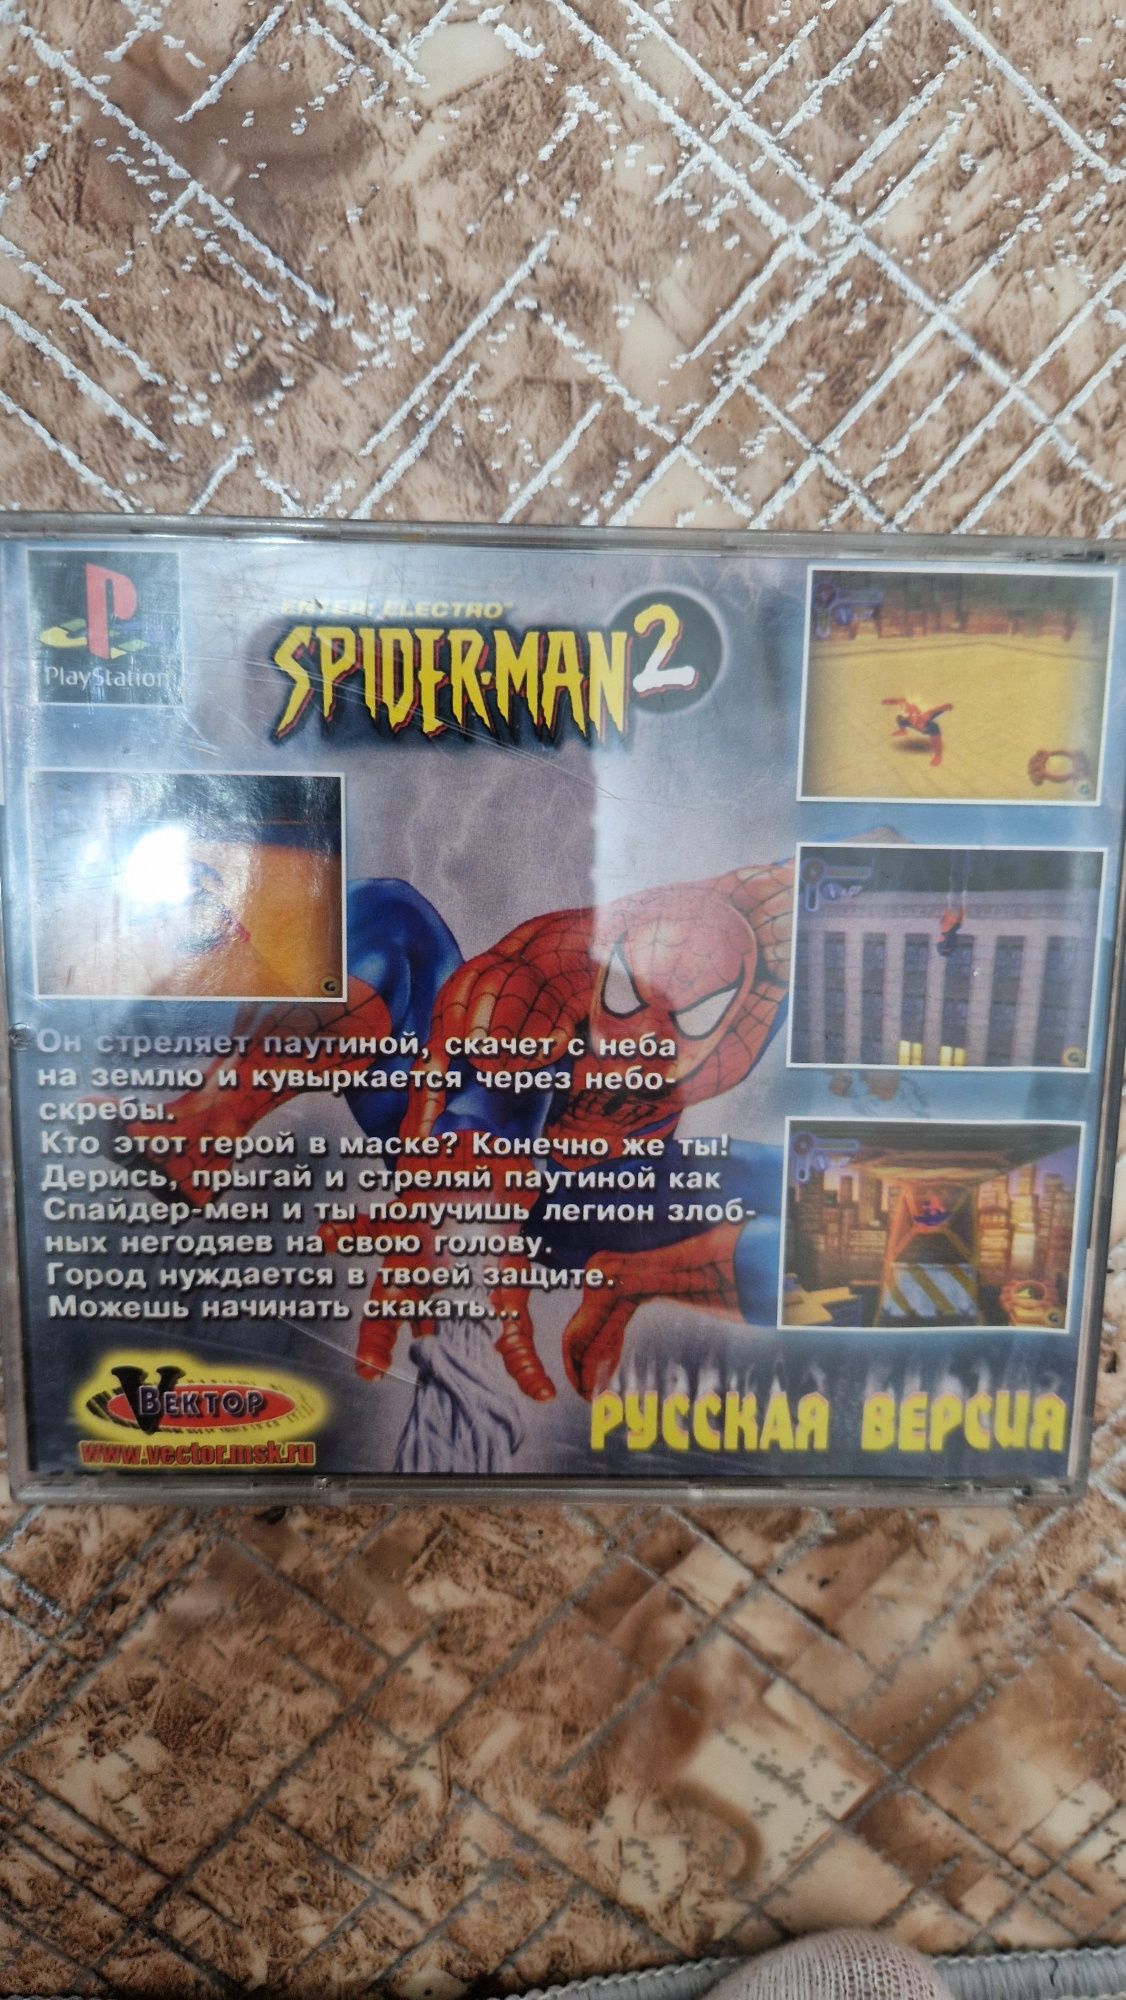 PlayStation
ENTER: ELECTRO™
SPIDER-MAN 2
Он стреляет паутиной, скачет с неба
на землю и кувыркается через небо-
скребы.
Кто этот герой в маске? Конечно же ты!
Дерись, прыгай и стреляй паутиной как
Спайдер-мен и ты получишь легион злоб-
ных негодяев на свою голову.
Город нуждается в твоей защите.
Можешь начинать скакать...
ВЕКТОР
www.vector.msk.ru
РУССКАЯ ВЕРСИЯ